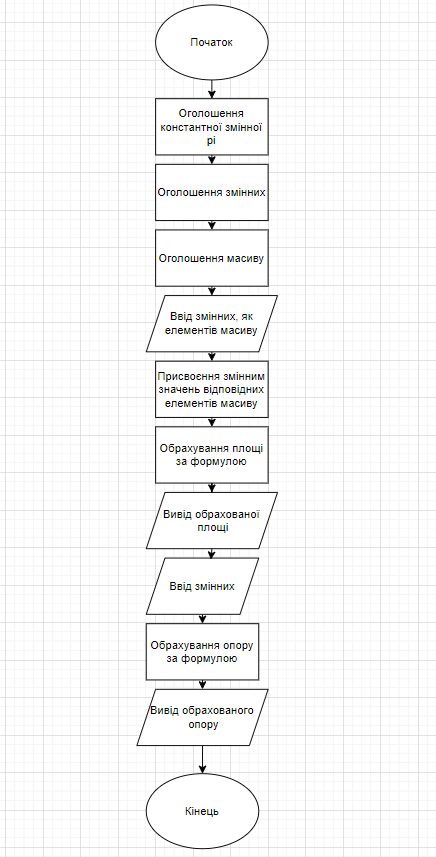 Початок
Оголошення
константної змінної
pi
Оголошення змінних
Оголошення масиву
Ввід змінних, як
елементів масиву
Присвоєння змінним
значень відповідних
елементів масиву
Обрахування площі
за формулою
Вивід обрахованої
площі
Ввід змінних
Обрахування опору
за формулою
Вивід обрахованого
опору
Кінець